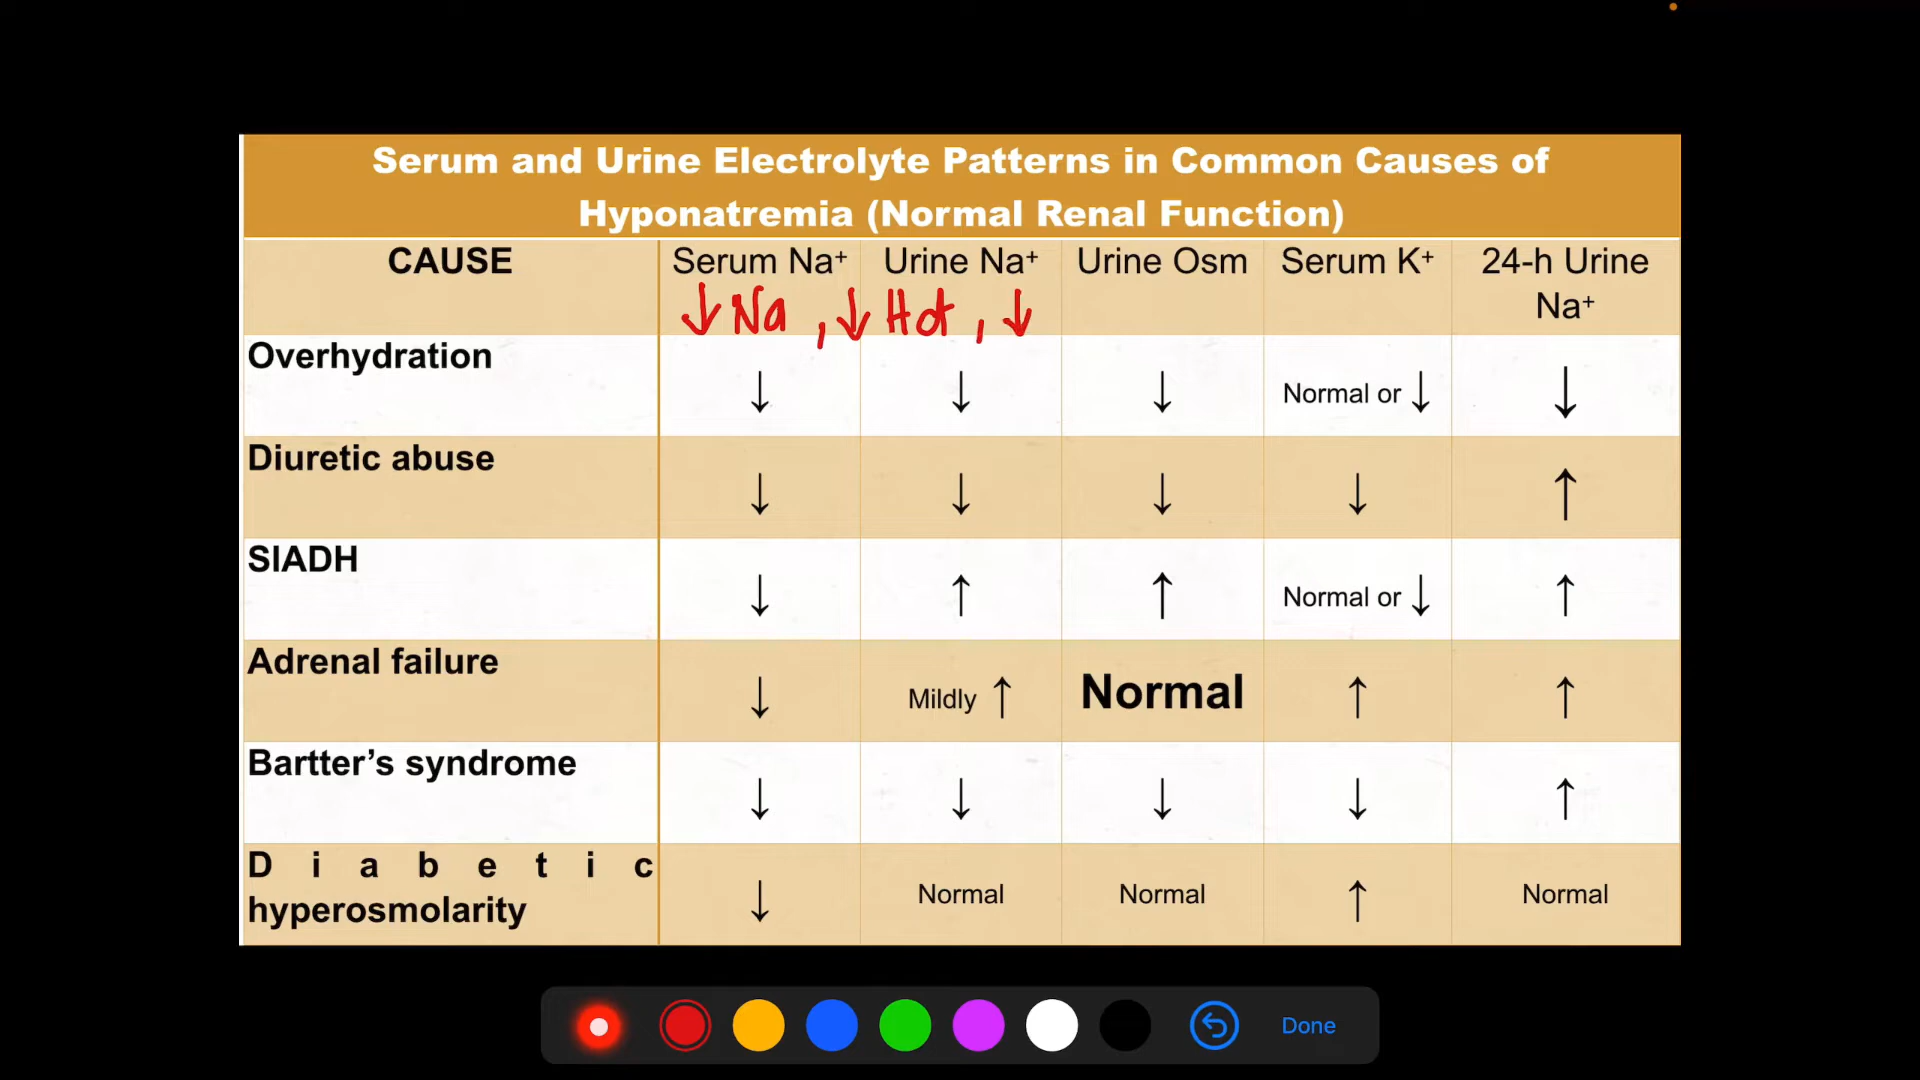 Serum and Urine Electrolyte Patterns in Common Causes of
Hyponatremia (Normal Renal Function)
CAUSE Serum Na+ Urine Na+ Urine Osm Serum K+ 24-h Urine
Na+
↓ Na , ↓ Hct , ↓
Overhydration ↓ ↓ ↓ Normal or ↓ ↓
Diuretic abuse ↓ ↓ ↓ ↓ ↑
SIADH ↓ ↑ ↑ Normal or ↓ ↑
Adrenal failure ↓ Mildly ↑ Normal ↑ ↑
Bartter’s syndrome ↓ ↓ ↓ ↓ ↑
Diabetic
hyperosmolarity ↓ Normal Normal ↑ Normal
Done